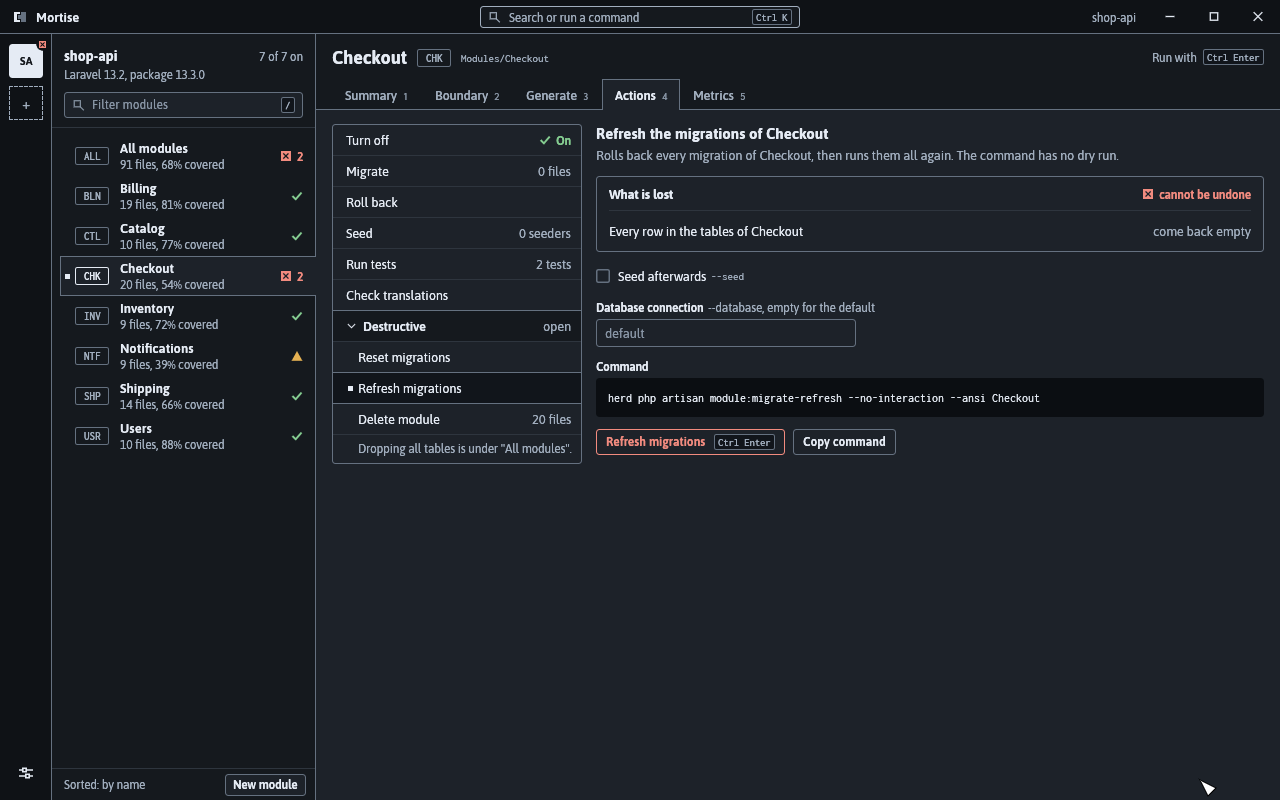 Mortise
Search or run a command Ctrl K
shop-api
SA
+
shop-api 7 of 7 on
Laravel 13.2, package 13.3.0
Filter modules /
ALL All modules 2
91 files, 68% covered
BLN Billing
19 files, 81% covered
CTL Catalog
10 files, 77% covered
CHK Checkout 2
20 files, 54% covered
INV Inventory
9 files, 72% covered
NTF Notifications
9 files, 39% covered
SHP Shipping
14 files, 66% covered
USR Users
10 files, 88% covered
Sorted: by name New module
Checkout CHK Modules/Checkout Run with Ctrl Enter
Summary 1 Boundary 2 Generate 3 Actions 4 Metrics 5
Turn off On
Migrate 0 files
Roll back
Seed 0 seeders
Run tests 2 tests
Check translations
Destructive open
Reset migrations
Refresh migrations
Delete module 20 files
Dropping all tables is under "All modules".
Refresh the migrations of Checkout
Rolls back every migration of Checkout, then runs them all again. The command has no dry run.
What is lost cannot be undone
Every row in the tables of Checkout come back empty
Seed afterwards --seed
Database connection --database, empty for the default
default
Command
herd php artisan module:migrate-refresh --no-interaction --ansi Checkout
Refresh migrations Ctrl Enter Copy command